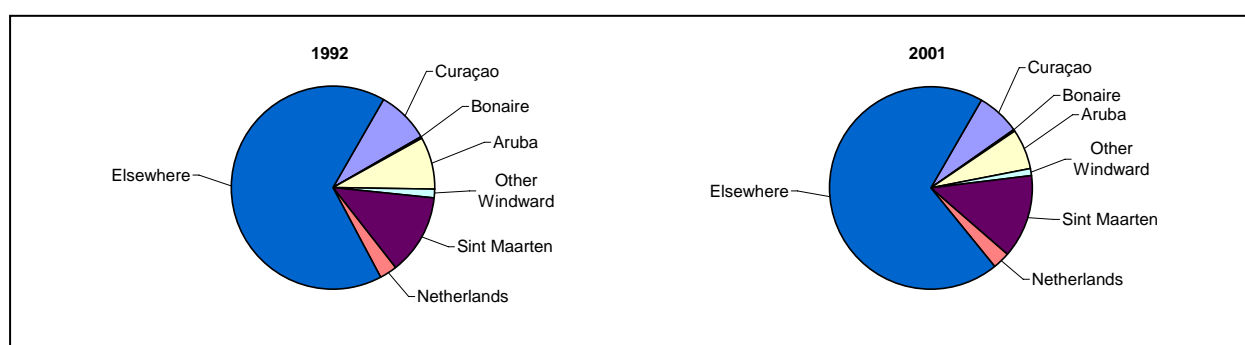 1992
Curaçao
Bonaire
Aruba
Other
Windward
Sint Maarten
Netherlands
Elsewhere
2001
Curaçao
Bonaire
Aruba
Other
Windward
Sint Maarten
Netherlands
Elsewhere